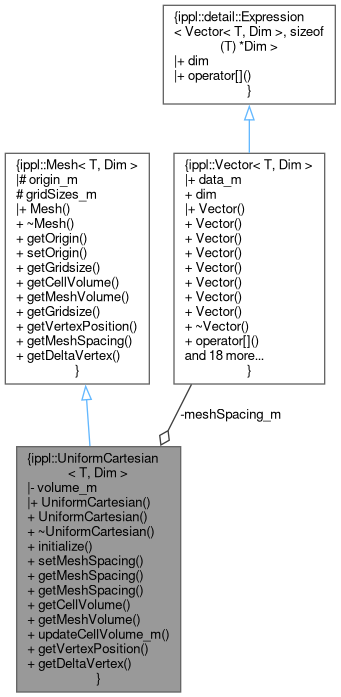 {ippl::detail::Expression
< Vector< T, Dim >, sizeof
(T) *Dim >
|+ dim
|+ operator[]()
}
{ippl::Mesh< T, Dim >
|# origin_m
# gridSizes_m
|+ Mesh()
+ ~Mesh()
+ getOrigin()
+ setOrigin()
+ getGridsize()
+ getCellVolume()
+ getMeshVolume()
+ getGridsize()
+ getVertexPosition()
+ getMeshSpacing()
+ getDeltaVertex()
}
{ippl::Vector< T, Dim >
|+ data_m
+ dim
|+ Vector()
+ Vector()
+ Vector()
+ Vector()
+ Vector()
+ Vector()
+ Vector()
+ Vector()
+ ~Vector()
+ operator[]()
and 18 more...
}
-meshSpacing_m
{ippl::UniformCartesian
< T, Dim >
|- volume_m
|+ UniformCartesian()
+ UniformCartesian()
+ ~UniformCartesian()
+ initialize()
+ setMeshSpacing()
+ getMeshSpacing()
+ getMeshSpacing()
+ getCellVolume()
+ getMeshVolume()
+ updateCellVolume_m()
+ getVertexPosition()
+ getDeltaVertex()
}